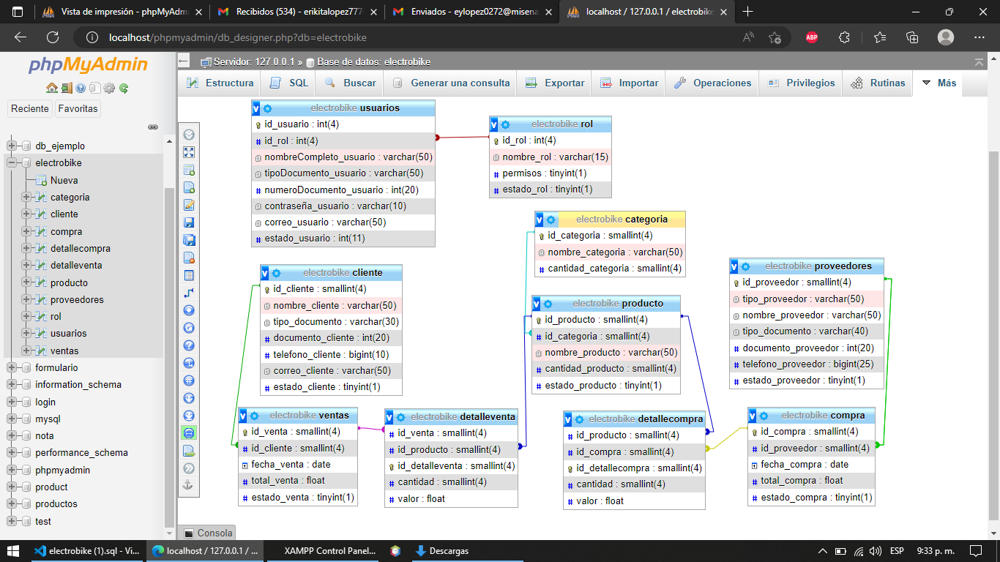 Vista de impresión - phpMyAdm
Recibidos (534) - erikitalopez777
Enviados - eylopez0272@misena
localhost / 127.0.0.1 / electrobike
localhost/phpmyadmin/db_designer.php?db=electrobike
ABP
phpMyAdmin
Reciente Favoritas
db_ejemplo
electrobike
Nueva
categoria
cliente
compra
detallecompra
detalleventa
producto
proveedores
rol
usuarios
ventas
formulario
information_schema
login
mysql
nota
performance_schema
phpmyadmin
product
productos
test
Servidor: 127.0.0.1 » Base de datos: electrobike
Estructura SQL Buscar Generar una consulta Exportar Importar Operaciones Privilegios Rutinas Más
v electrobike usuarios
id_usuario : int(4)
# id_rol : int(4)
nombreCompleto_usuario : varchar(50)
tipoDocumento_usuario : varchar(50)
# numeroDocumento_usuario : int(20)
contraseña_usuario : varchar(10)
correo_usuario : varchar(50)
# estado_usuario : int(11)
v electrobike rol
id_rol : int(4)
nombre_rol : varchar(15)
# permisos : tinyint(1)
# estado_rol : tinyint(1)
v electrobike categoria
id_categoria : smallint(4)
nombre_categoria : varchar(50)
# cantidad_categoria : smallint(4)
v electrobike cliente
id_cliente : smallint(4)
nombre_cliente : varchar(50)
tipo_documento : varchar(30)
# documento_cliente : int(20)
# telefono_cliente : bigint(10)
correo_cliente : varchar(50)
# estado_cliente : tinyint(1)
v electrobike producto
id_producto : smallint(4)
# id_categoria : smallint(4)
nombre_producto : varchar(50)
# cantidad_producto : smallint(4)
# estado_producto : tinyint(1)
v electrobike proveedores
id_proveedor : smallint(4)
tipo_proveedor : varchar(50)
nombre_proveedor : varchar(50)
tipo_documento : varchar(40)
# documento_proveedor : int(20)
# telefono_proveedor : bigint(25)
# estado_proveedor : tinyint(1)
v electrobike ventas
id_venta : smallint(4)
# id_cliente : smallint(4)
fecha_venta : date
# total_venta : float
# estado_venta : tinyint(1)
v electrobike detalleventa
# id_venta : smallint(4)
# id_producto : smallint(4)
id_detalleventa : smallint(4)
# cantidad : smallint(4)
# valor : float
v electrobike detallecompra
# id_producto : smallint(4)
# id_compra : smallint(4)
id_detallecompra : smallint(4)
# cantidad : smallint(4)
# valor : float
v electrobike compra
id_compra : smallint(4)
# id_proveedor : smallint(4)
fecha_compra : date
# total_compra : float
# estado_compra : tinyint(1)
Consola
electrobike (1).sql - Vi...
localhost / 127.0.0.1 / ...
XAMPP Control Panel...
Descargas
ESP
9:33 p. m.